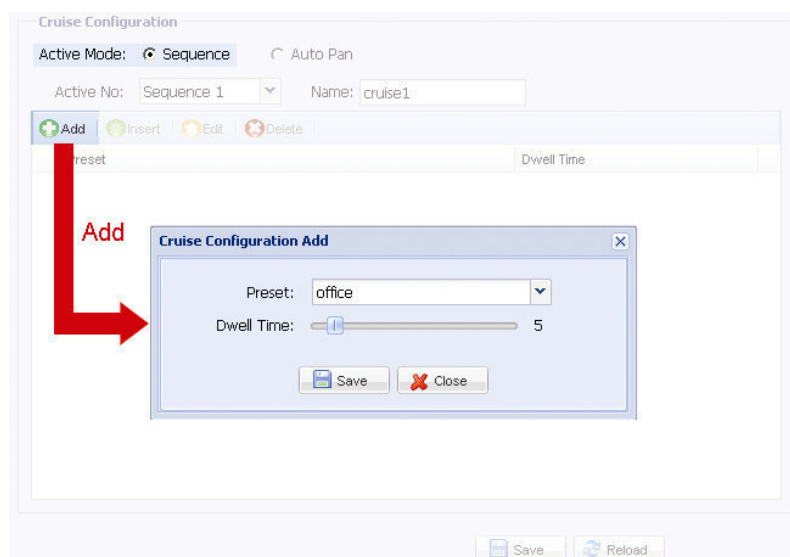 Cruise Configuration
Active Mode: Sequence Auto Pan
Active No: Sequence 1 Name: cruise1
Add Insert Edit Delete
Preset Dwell Time
Add
Cruise Configuration Add
Preset: office
Dwell Time: 5
Save Close
Save Reload